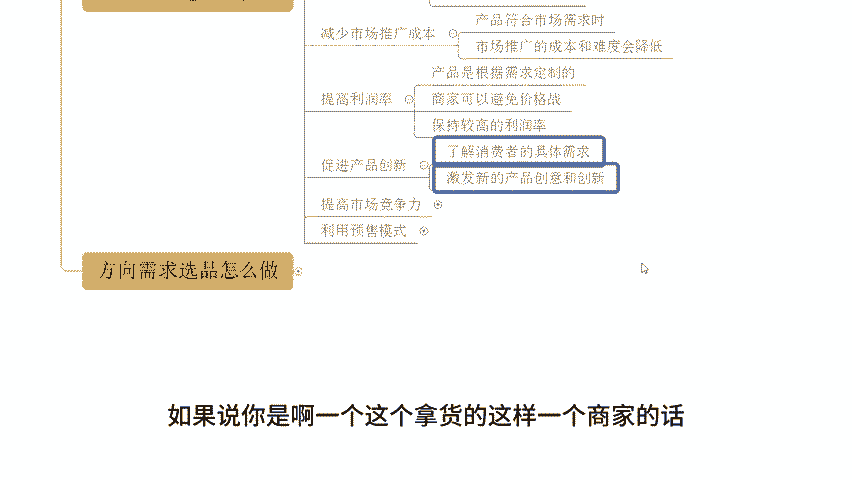 产品符合市场需求时
减少市场推广成本
市场推广的成本和难度会降低
产品是根据需求定制的
提高利润率
商家可以避免价格战
保持较高的利润率
了解消费者的具体需求
促进产品创新
激发新的产品创意和创新
提高市场竞争力
利用预售模式
方向需求选品怎么做
如果说你是啊一个这个拿货的这样一个商家的话